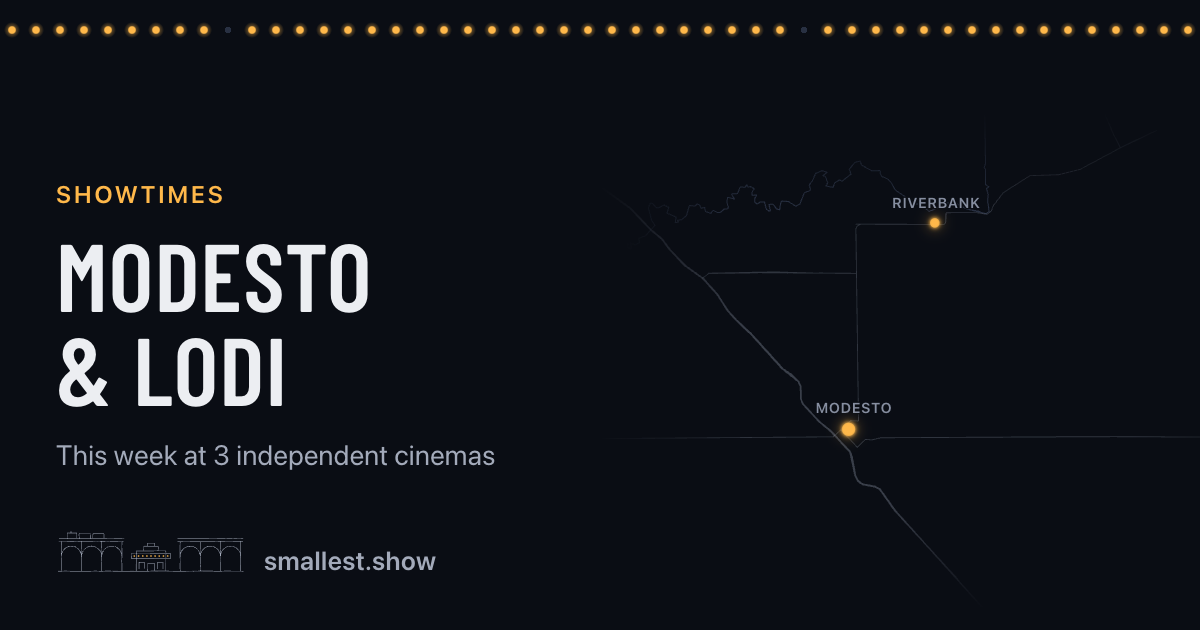 SHOWTIMES
MODESTO
& LODI
This week at 3 independent cinemas
smallest.show
RIVERBANK
MODESTO